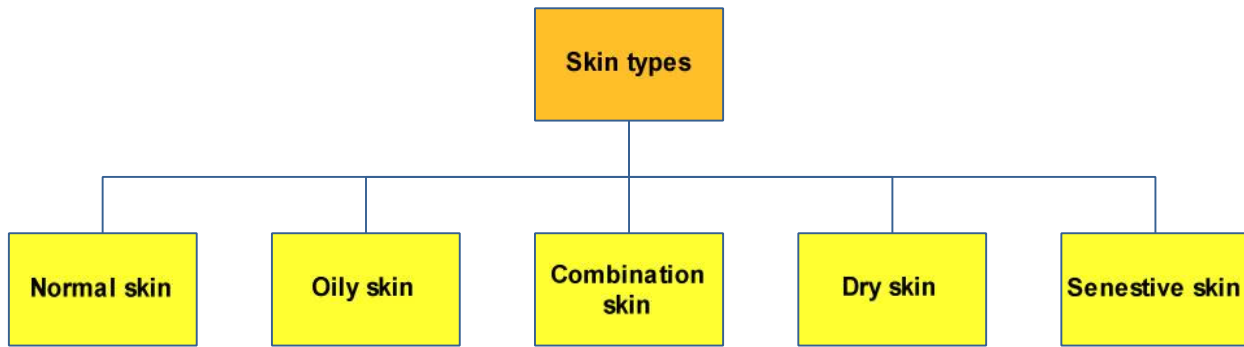 Skin types
Normal skin
Oily skin
Combination
skin
Dry skin
Senestive skin